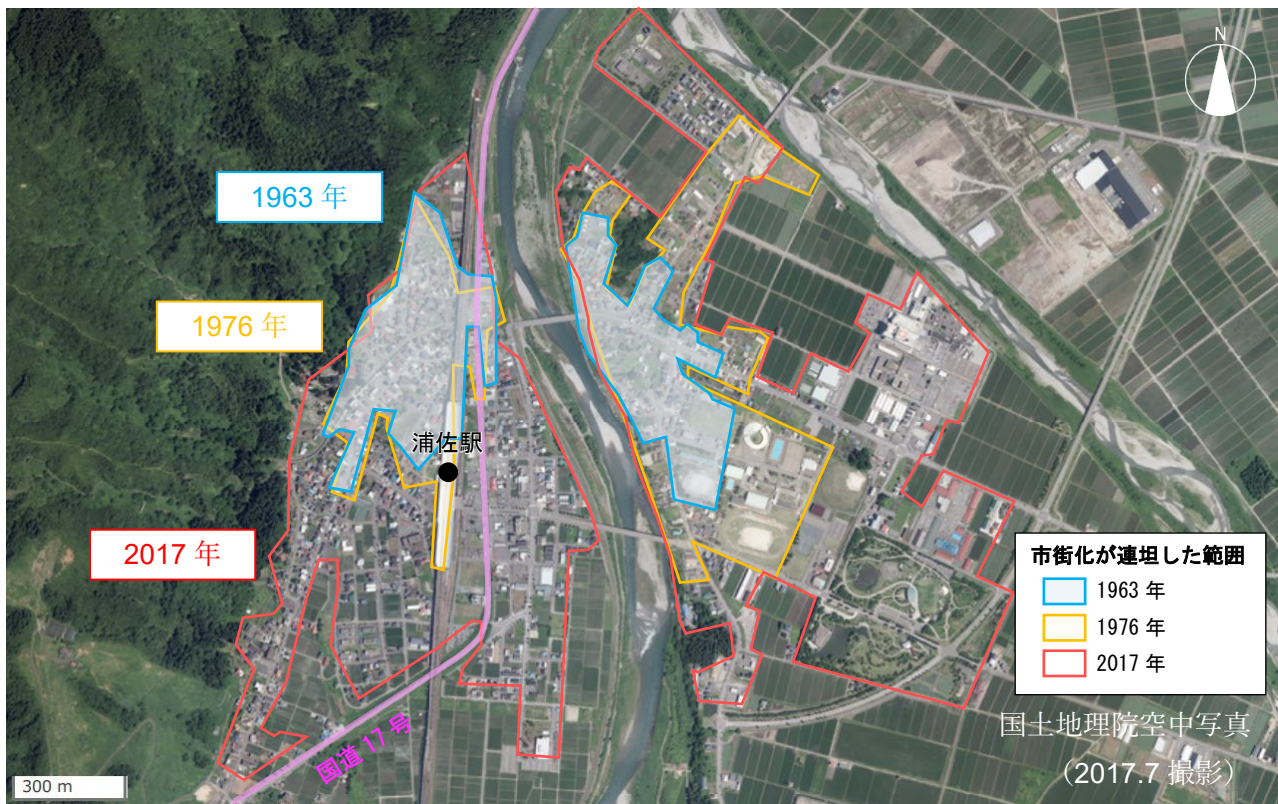 N
1963 年
1976 年
浦佐駅
2017 年
市街化が連坦した範囲
1963 年
1976 年
2017 年
国道 17 号
国土地理院空中写真
（2017.7 撮影）
300 m